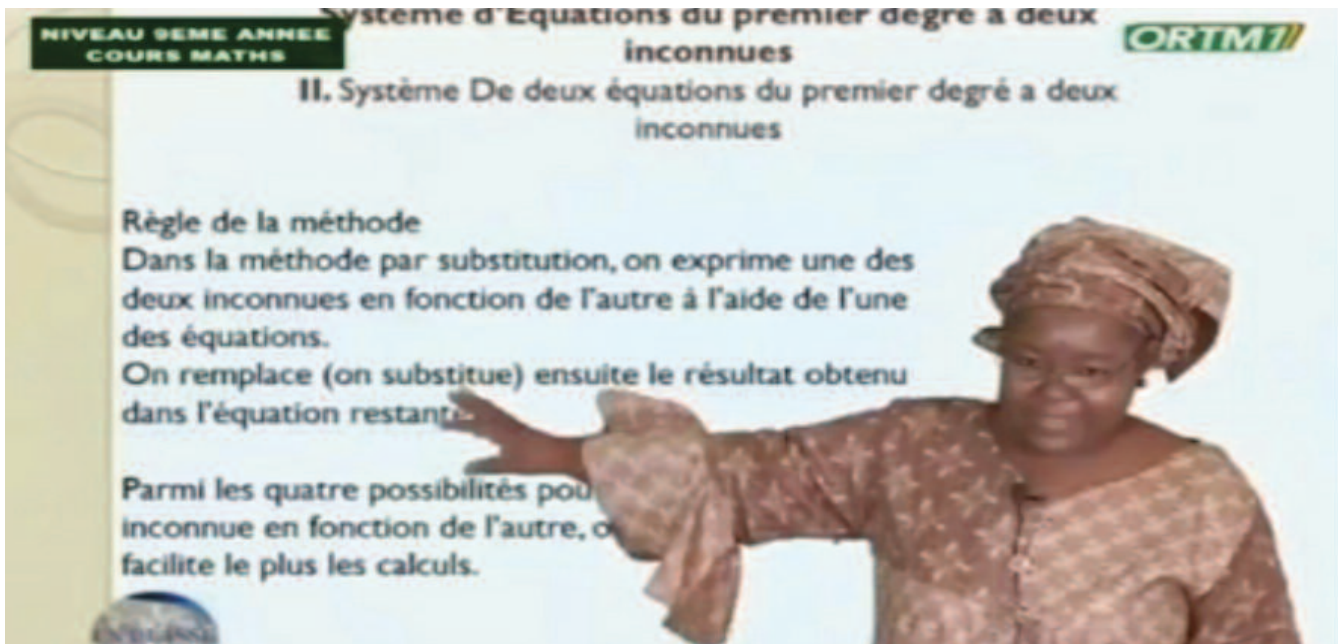 Système d'Equations du premier degré a deux
inconnues
NIVEAU 9EME ANNEE
COURS MATHS
ORTM1
II. Système De deux équations du premier degré a deux
inconnues
Règle de la méthode
Dans la méthode par substitution, on exprime une des
deux inconnues en fonction de l'autre à l'aide de l'une
des équations.
On remplace (on substitue) ensuite le résultat obtenu
dans l'équation
Parmi les quatre possibilités
inconnue en fonction de l'autre,
facilite le plus les calculs.